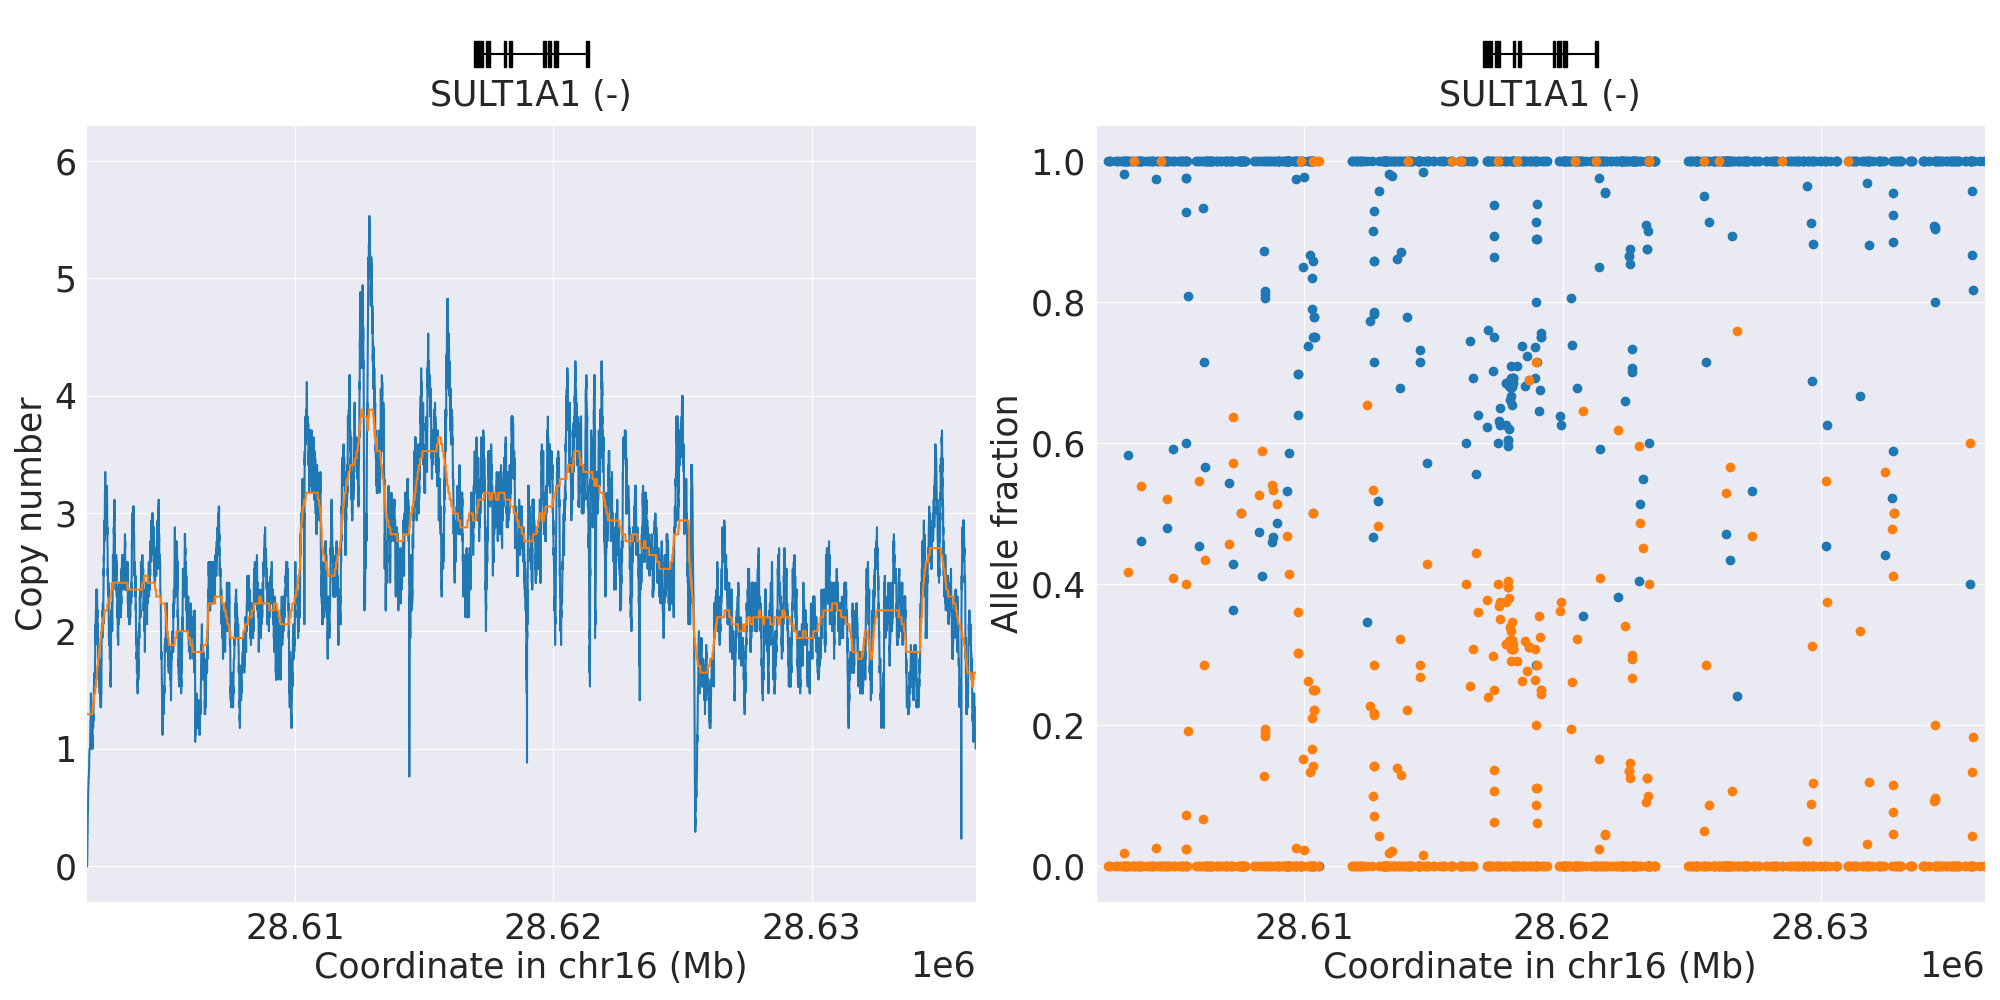 SULT1A1 (-)
Copy number
6
5
4
3
2
1
0
28.61
28.62
28.63
Coordinate in chr16 (Mb)
1e6
SULT1A1 (-)
Allele fraction
1.0
0.8
0.6
0.4
0.2
0.0
28.61
28.62
28.63
Coordinate in chr16 (Mb)
1e6